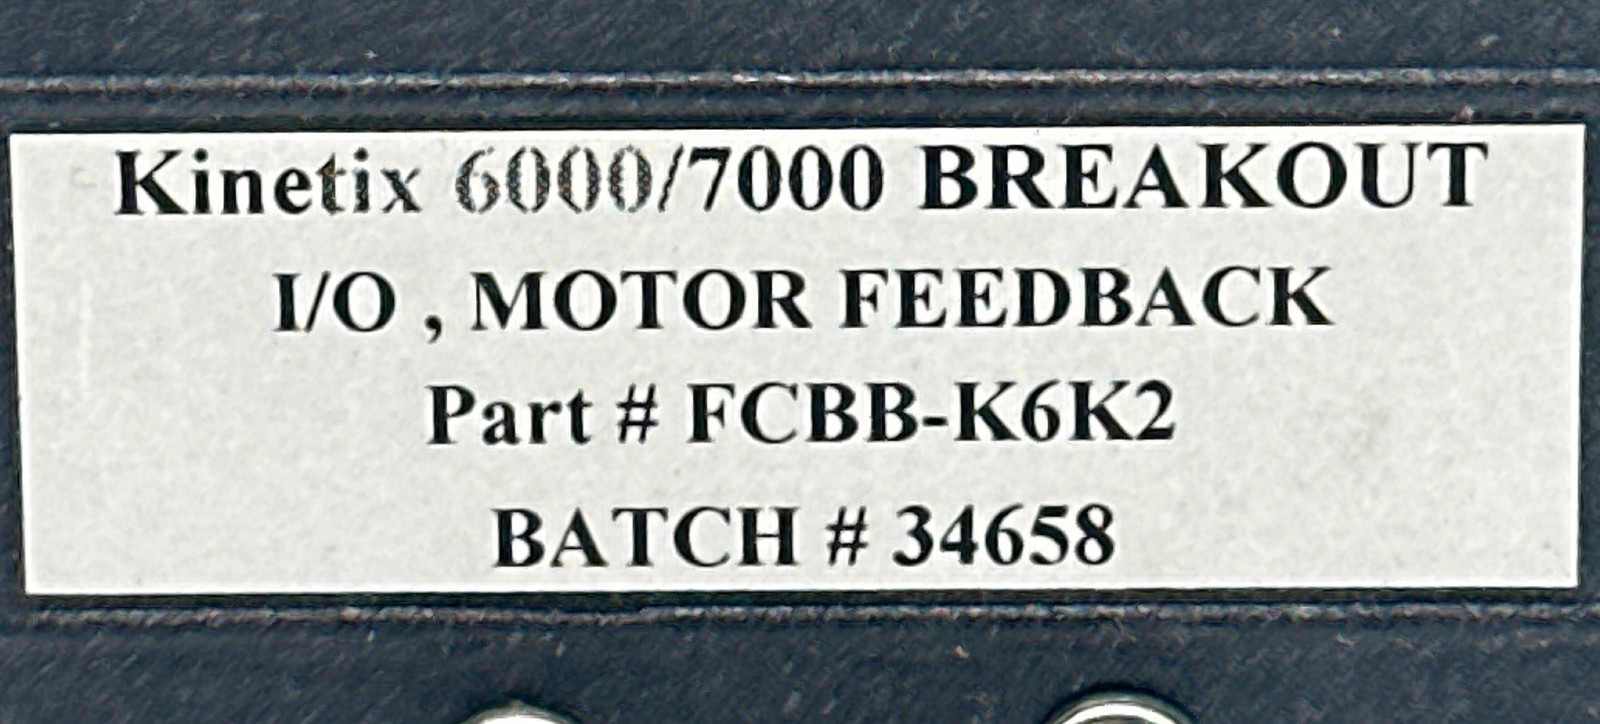 Kinetix 6000/7000 BREAKOUT
I/O , MOTOR FEEDBACK
Part # FCBB-K6K2
BATCH # 34658